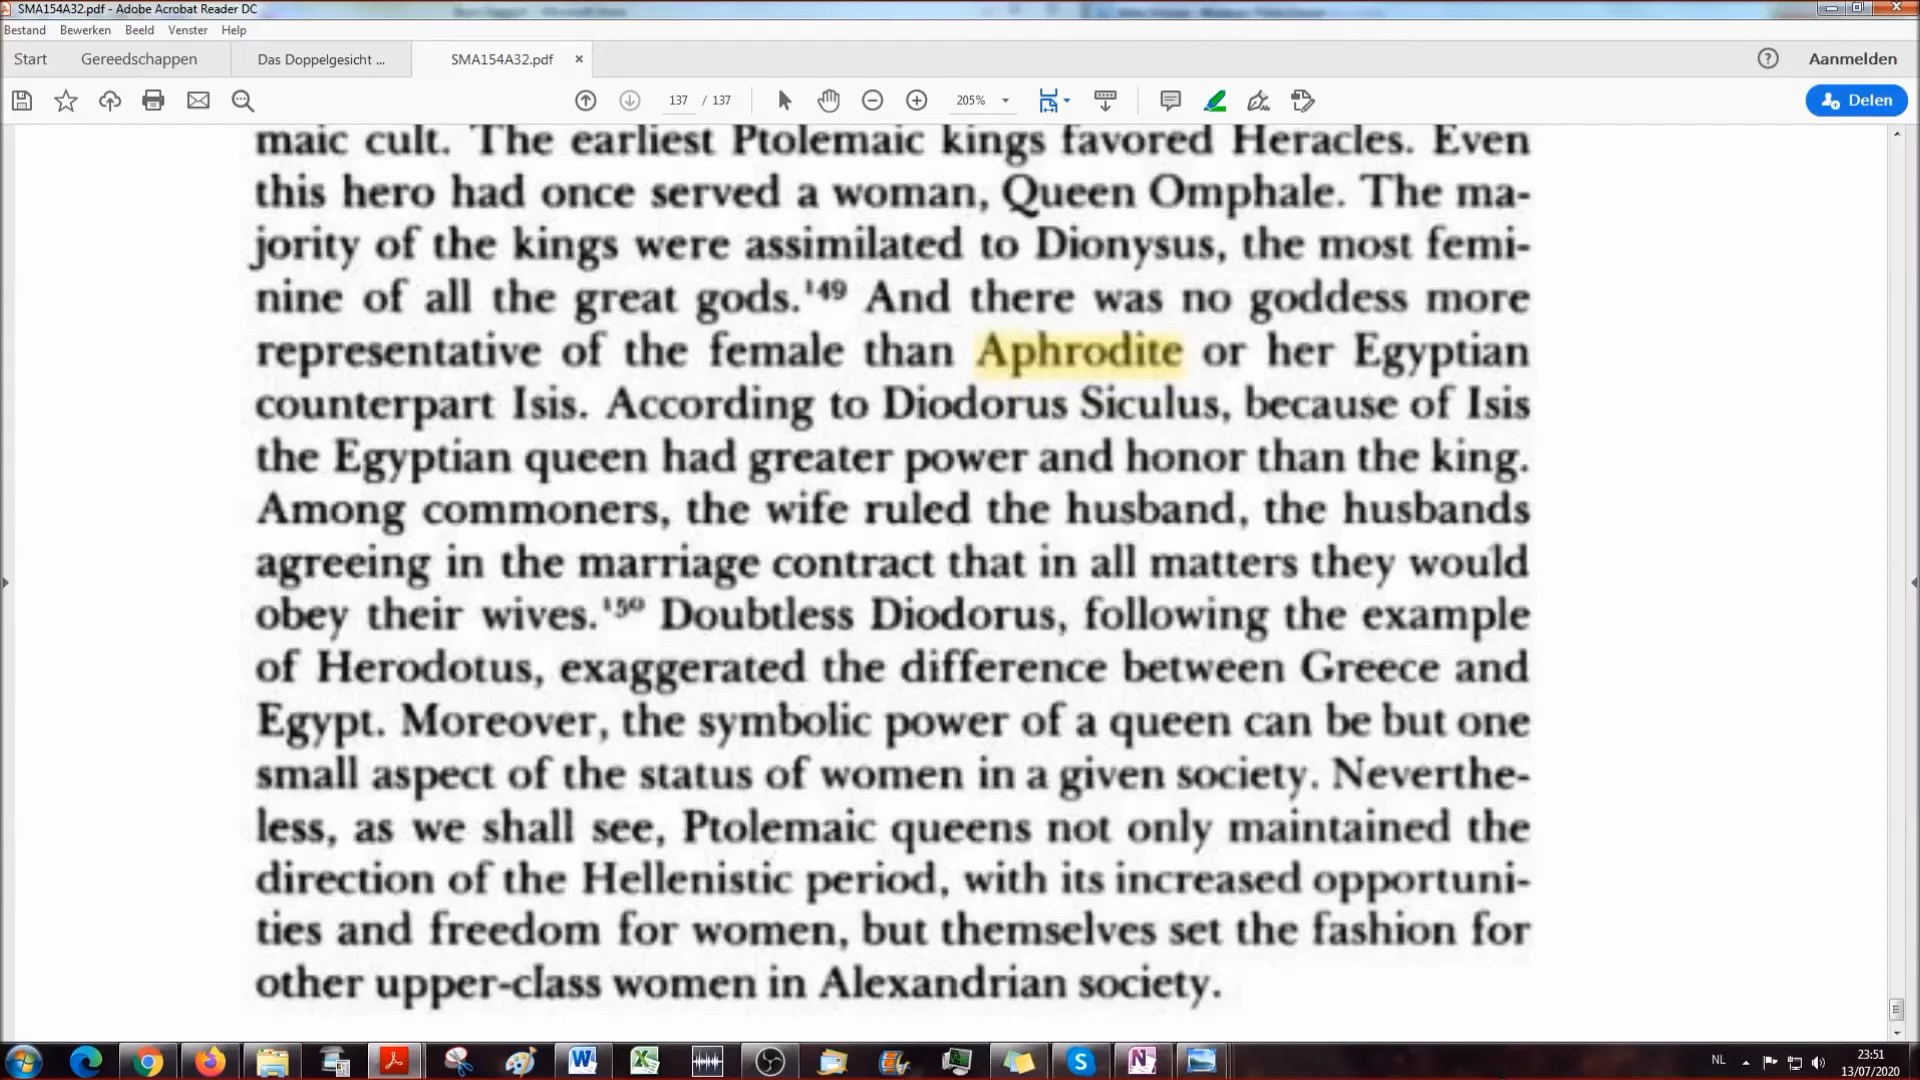 SMA154A32.pdf - Adobe Acrobat Reader DC
Bestand Bewerken Beeld Venster Help
Start Gereedschappen Das Doppelgesicht ... SMA154A32.pdf × Aanmelden
137 / 137 205% Delen
maic cult. The earliest Ptolemaic kings favored Heracles. Even
this hero had once served a woman, Queen Omphale. The ma-
jority of the kings were assimilated to Dionysus, the most femi-
nine of all the great gods.¹⁴⁹ And there was no goddess more
representative of the female than Aphrodite or her Egyptian
counterpart Isis. According to Diodorus Siculus, because of Isis
the Egyptian queen had greater power and honor than the king.
Among commoners, the wife ruled the husband, the husbands
agreeing in the marriage contract that in all matters they would
obey their wives.¹⁵⁰ Doubtless Diodorus, following the example
of Herodotus, exaggerated the difference between Greece and
Egypt. Moreover, the symbolic power of a queen can be but one
small aspect of the status of women in a given society. Neverthe-
less, as we shall see, Ptolemaic queens not only maintained the
direction of the Hellenistic period, with its increased opportuni-
ties and freedom for women, but themselves set the fashion for
other upper-class women in Alexandrian society.
NL 23:51
13/07/2020